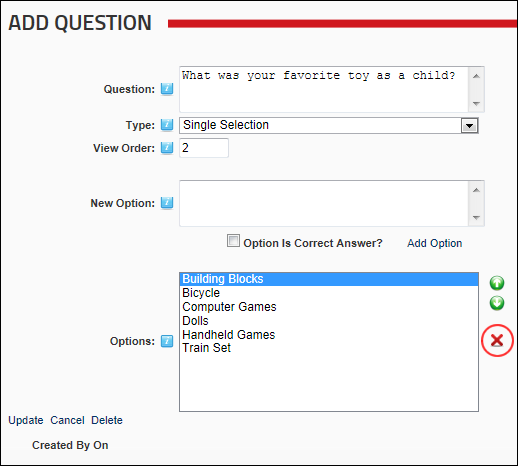 ADD QUESTION
Question: What was your favorite toy as a child?
Type: Single Selection
View Order: 2
New Option:
Option Is Correct Answer? Add Option
Building Blocks
Bicycle
Computer Games
Dolls
Options: Handheld Games
Train Set
Update Cancel Delete
Created By On